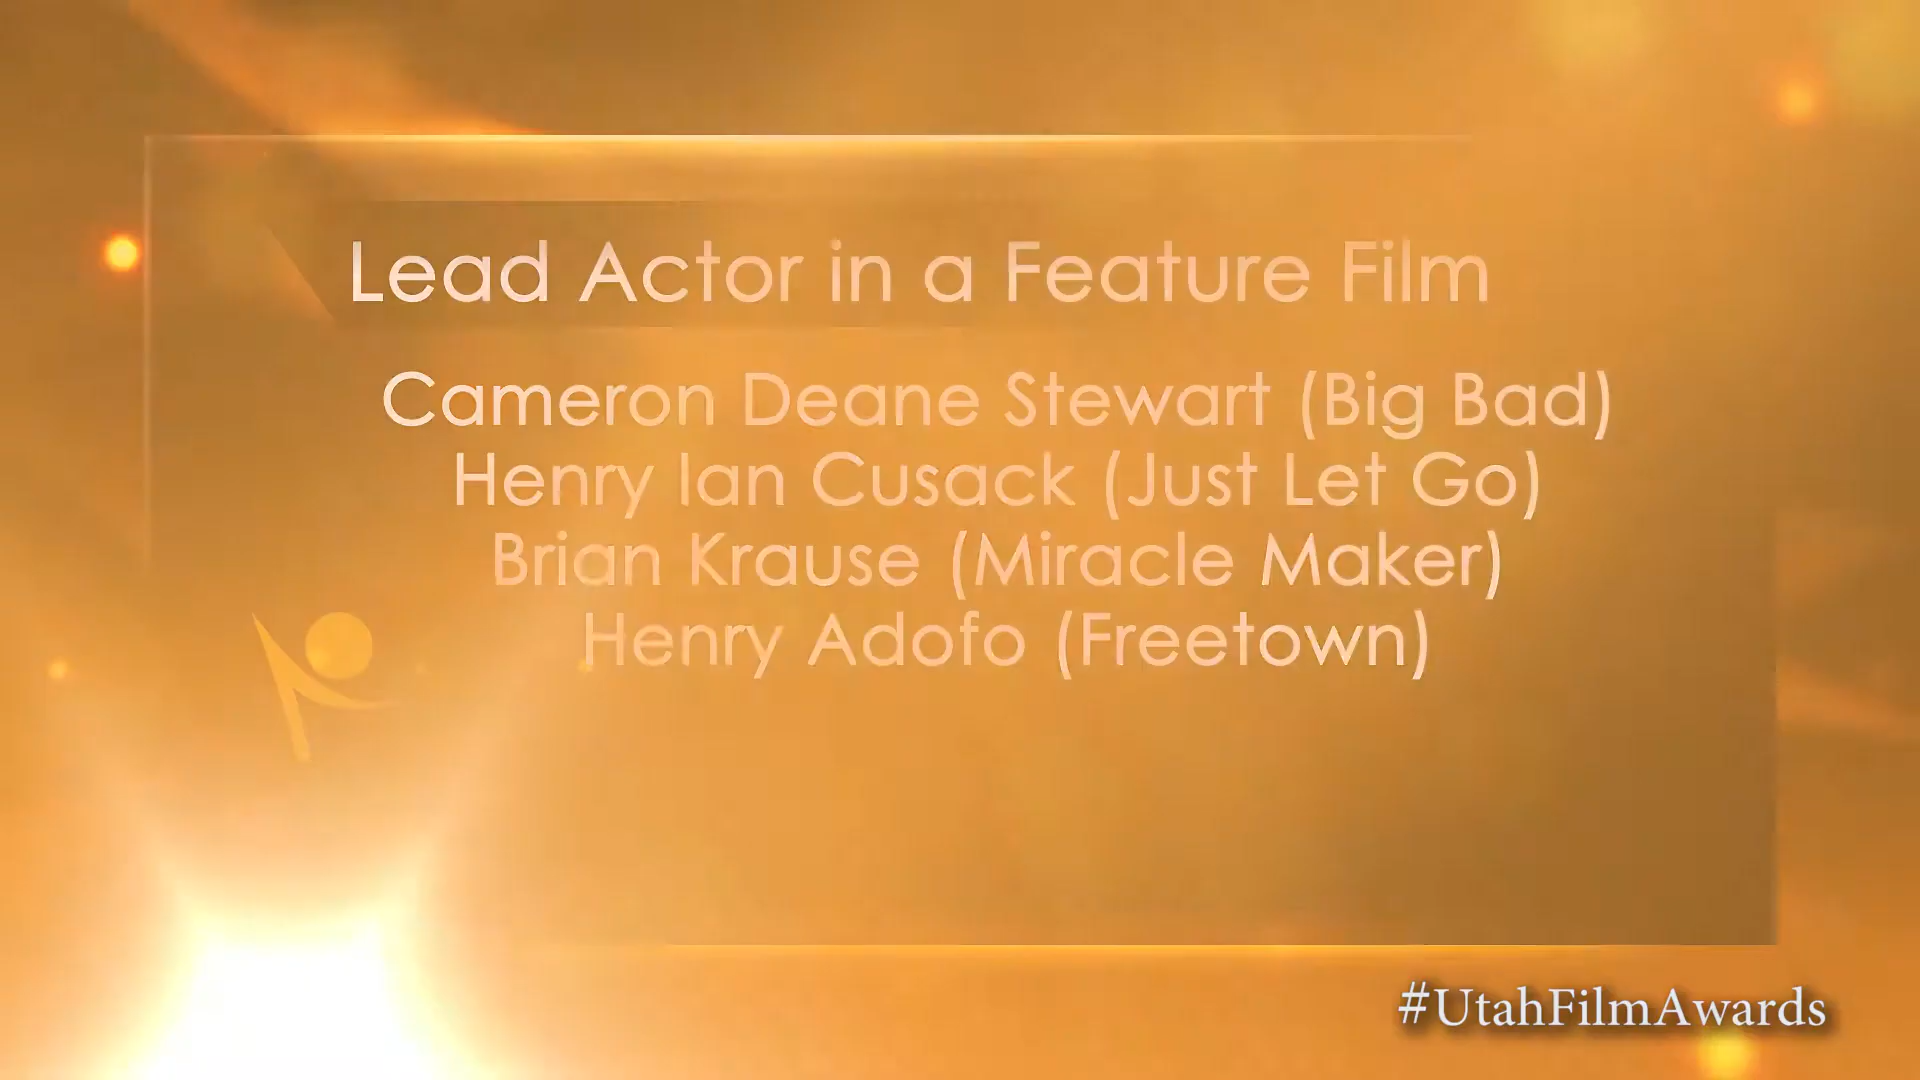 Lead Actor in a Feature Film
Cameron Deane Stewart (Big Bad)
Henry Ian Cusack (Just Let Go)
Brian Krause (Miracle Maker)
Henry Adofo (Freetown)
#UtahFilmAwards